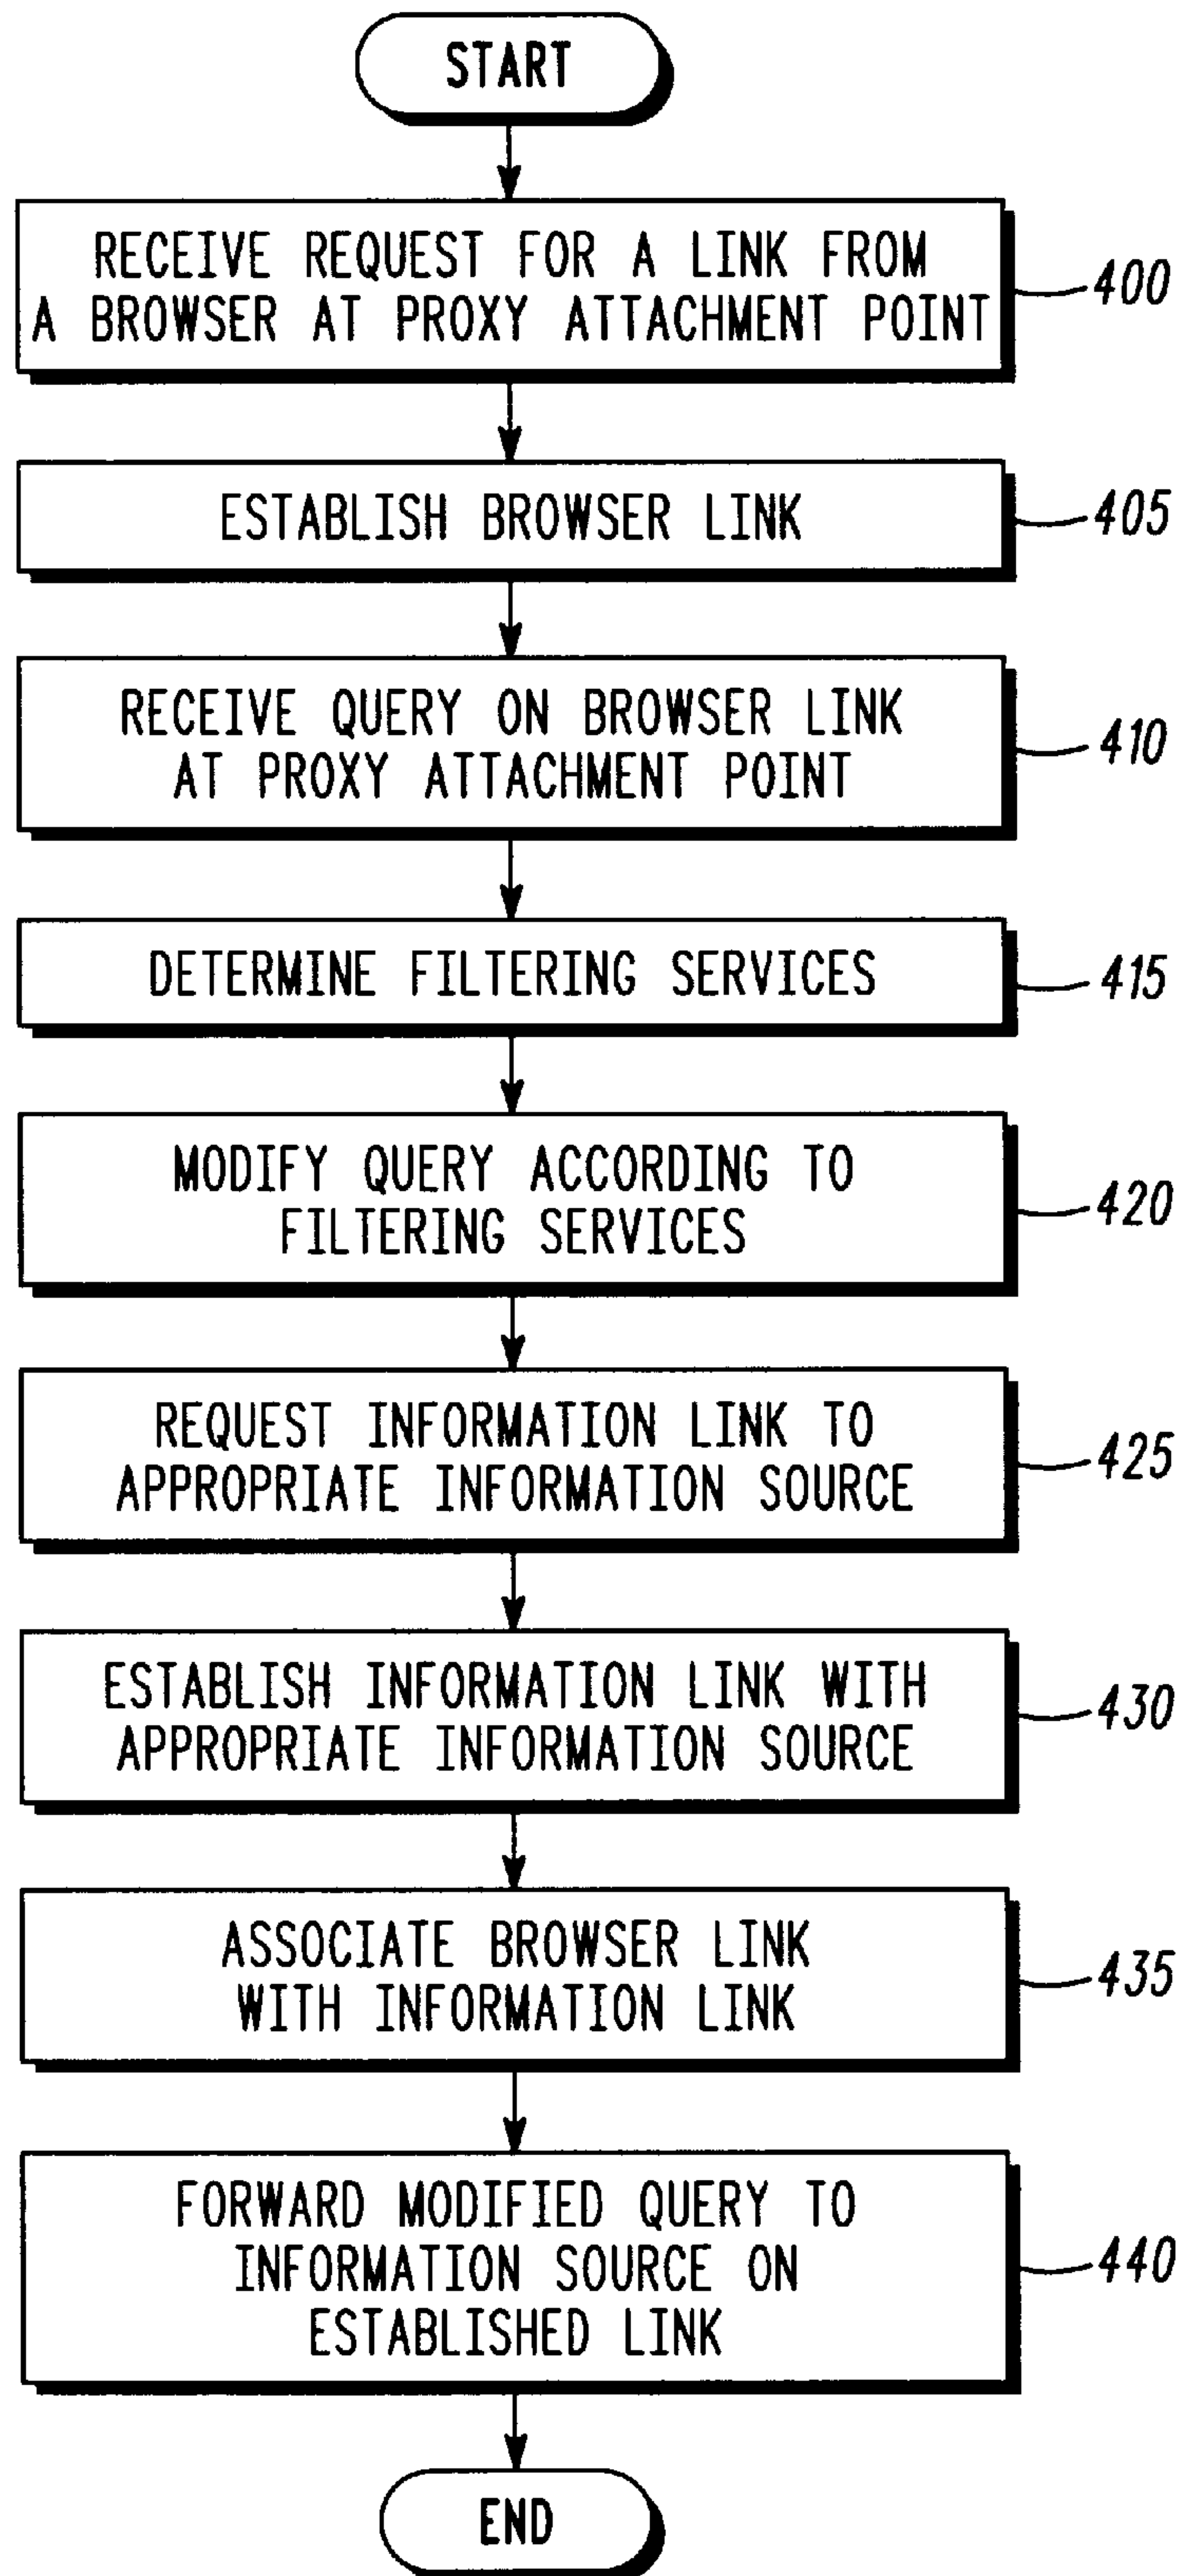 START
RECEIVE REQUEST FOR A LINK FROM
A BROWSER AT PROXY ATTACHMENT POINT
400
ESTABLISH BROWSER LINK
405
RECEIVE QUERY ON BROWSER LINK
AT PROXY ATTACHMENT POINT
410
DETERMINE FILTERING SERVICES
415
MODIFY QUERY ACCORDING TO
FILTERING SERVICES
420
REQUEST INFORMATION LINK TO
APPROPRIATE INFORMATION SOURCE
425
ESTABLISH INFORMATION LINK WITH
APPROPRIATE INFORMATION SOURCE
430
ASSOCIATE BROWSER LINK
WITH INFORMATION LINK
435
FORWARD MODIFIED QUERY TO
INFORMATION SOURCE ON
ESTABLISHED LINK
440
END